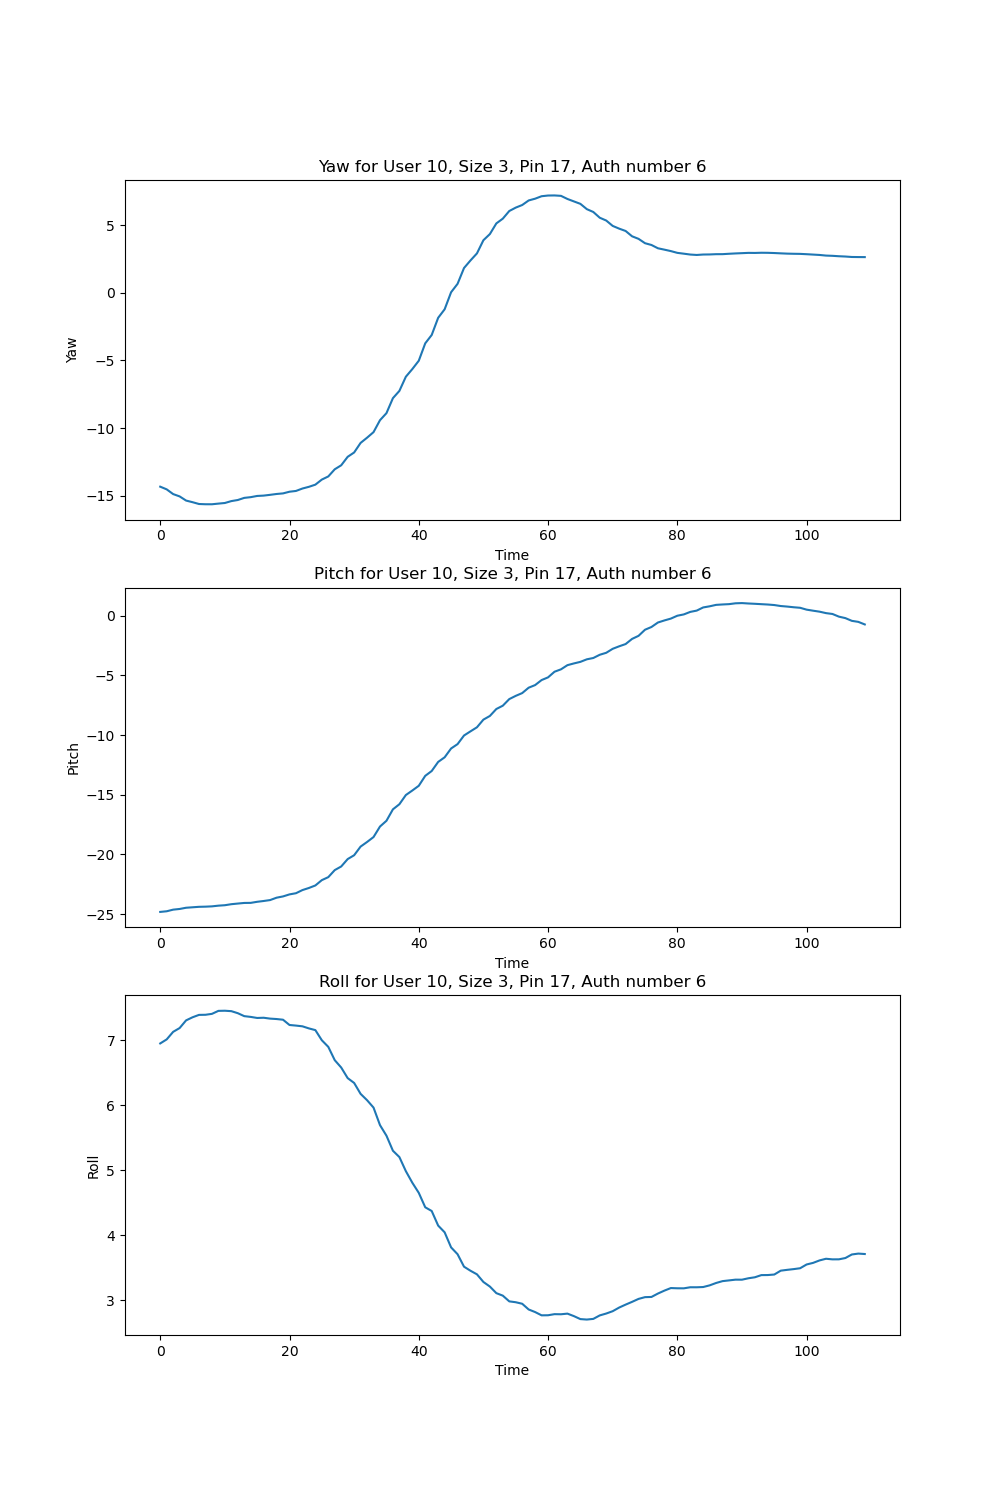 Yaw for User 10, Size 3, Pin 17, Auth number 6
5
0
−5
−10
−15
Yaw
0 20 40 60 80 100
Time
Pitch for User 10, Size 3, Pin 17, Auth number 6
0
−5
−10
−15
−20
−25
Pitch
0 20 40 60 80 100
Time
Roll for User 10, Size 3, Pin 17, Auth number 6
7
6
5
4
3
Roll
0 20 40 60 80 100
Time